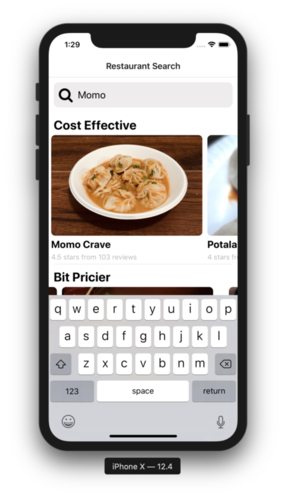 1:29
Restaurant Search
Momo
Cost Effective
Momo Crave
Potala
4.5 stars from 103 reviews
4 stars fr
Bit Pricier
q w e r t y u i o p
a s d f g h j k l
z x c v b n m
123 space return
iPhone X — 12.4